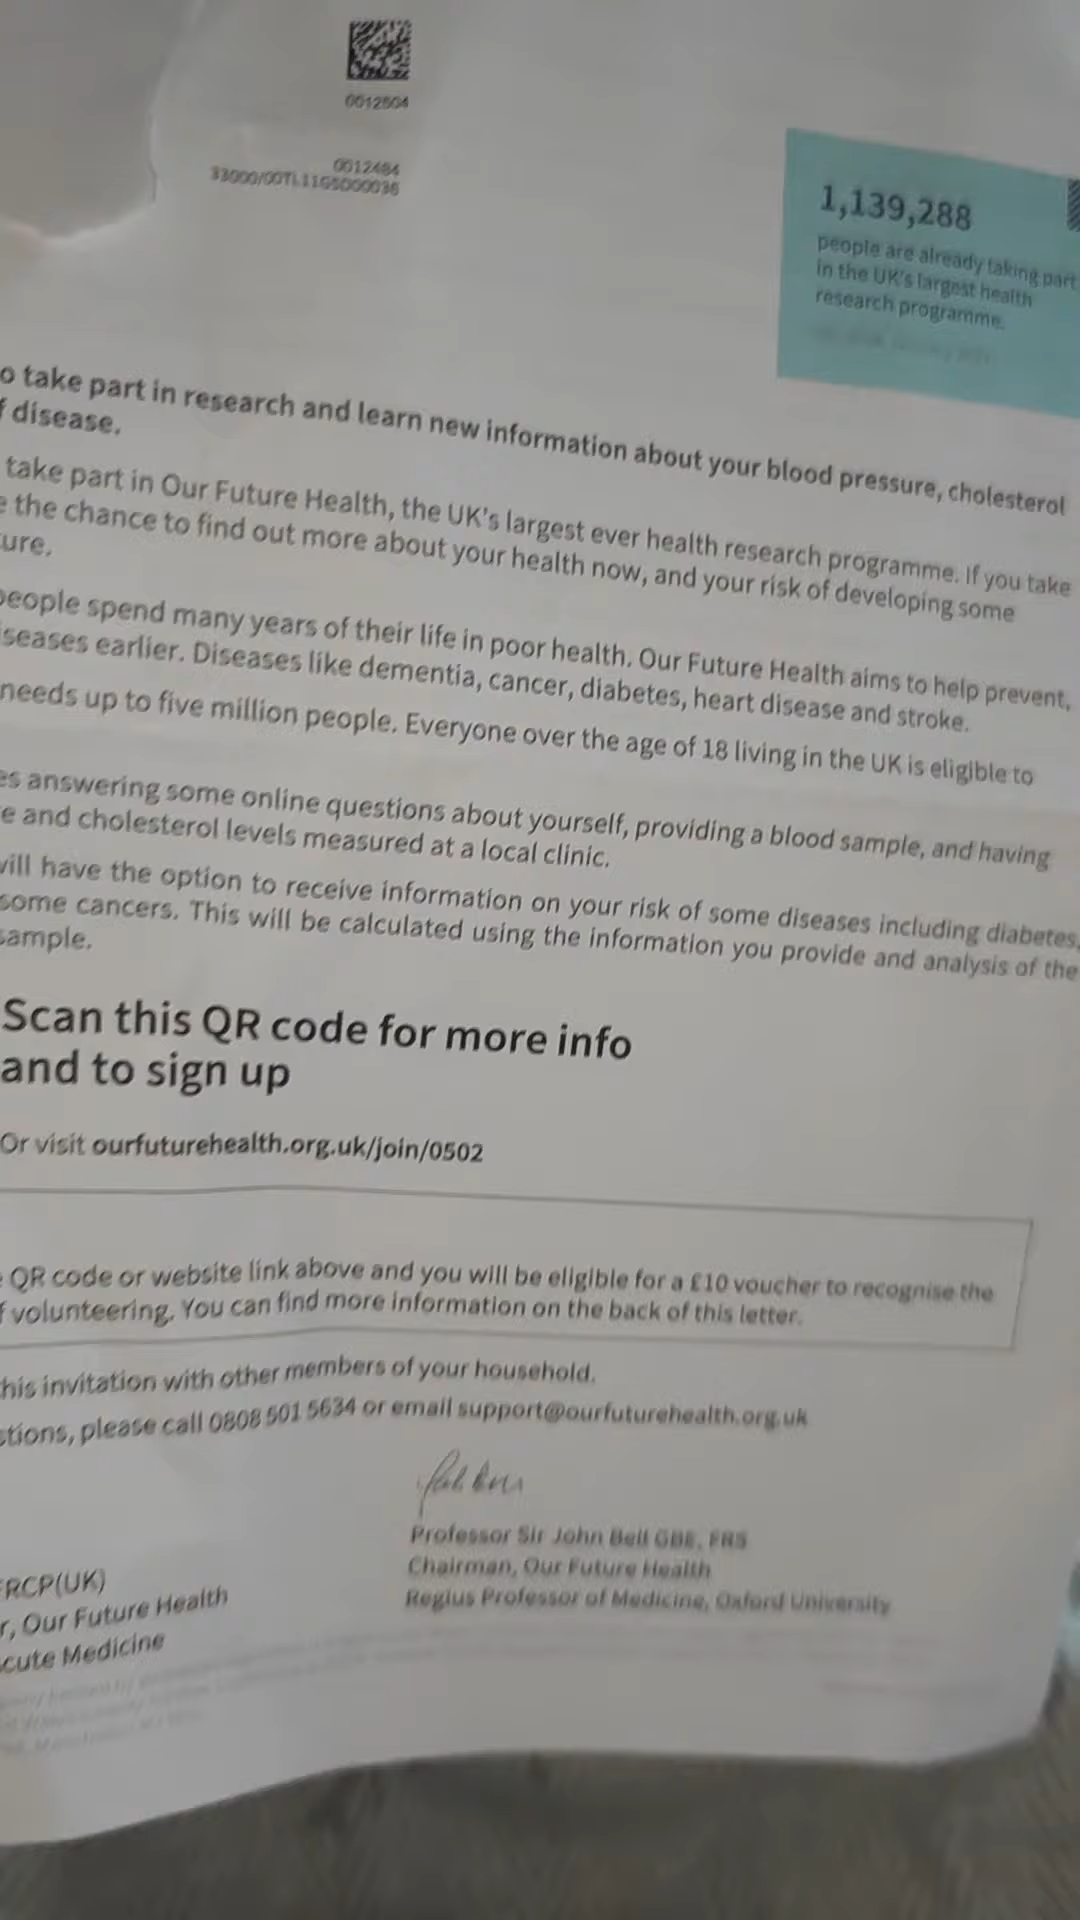 0012504
0012484
1,139,288
people are already taking part
in the UK's largest health
research programme.
o take part in research and learn new information about your blood pressure, cholesterol
f disease.
take part in Our Future Health, the UK's largest ever health research programme. If you take
e the chance to find out more about your health now, and your risk of developing some
ure.
people spend many years of their life in poor health. Our Future Health aims to help prevent,
iseases earlier. Diseases like dementia, cancer, diabetes, heart disease and stroke.
needs up to five million people. Everyone over the age of 18 living in the UK is eligible to
es answering some online questions about yourself, providing a blood sample, and having
e and cholesterol levels measured at a local clinic.
will have the option to receive information on your risk of some diseases including diabetes,
some cancers. This will be calculated using the information you provide and analysis of the
sample.
Scan this QR code for more info
and to sign up
Or visit ourfuturehealth.org.uk/join/0502
e QR code or website link above and you will be eligible for a £10 voucher to recognise the
f volunteering. You can find more information on the back of this letter.
his invitation with other members of your household.
stions, please call 0808 501 5634 or email support@ourfuturehealth.org.uk
Professor Sir John Bell GBE, FRS
Chairman, Our Future Health
Regius Professor of Medicine, Oxford University
FRCP(UK)
r, Our Future Health
cute Medicine